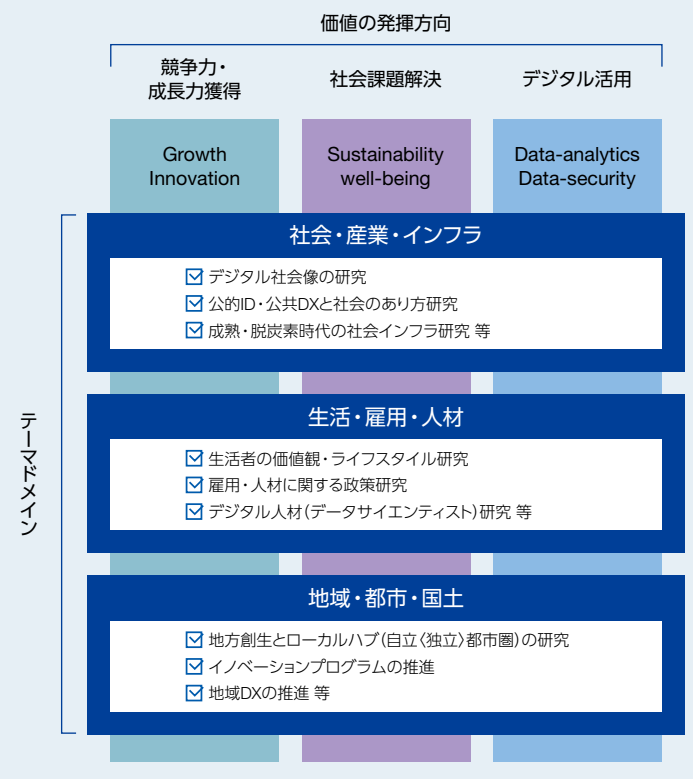 価値の発揮方向
競争力・
成長力獲得
社会課題解決
デジタル活用
Growth
Innovation
Sustainability
well-being
Data-analytics
Data-security
テーマドメイン
社会・産業・インフラ
デジタル社会像の研究
公的ID・公共DXと社会のあり方研究
成熟・脱炭素時代の社会インフラ研究 等
生活・雇用・人材
生活者の価値観・ライフスタイル研究
雇用・人材に関する政策研究
デジタル人材(データサイエンティスト)研究 等
地域・都市・国土
地方創生とローカルハブ(自立〈独立〉都市圏)の研究
イノベーションプログラムの推進
地域DXの推進 等